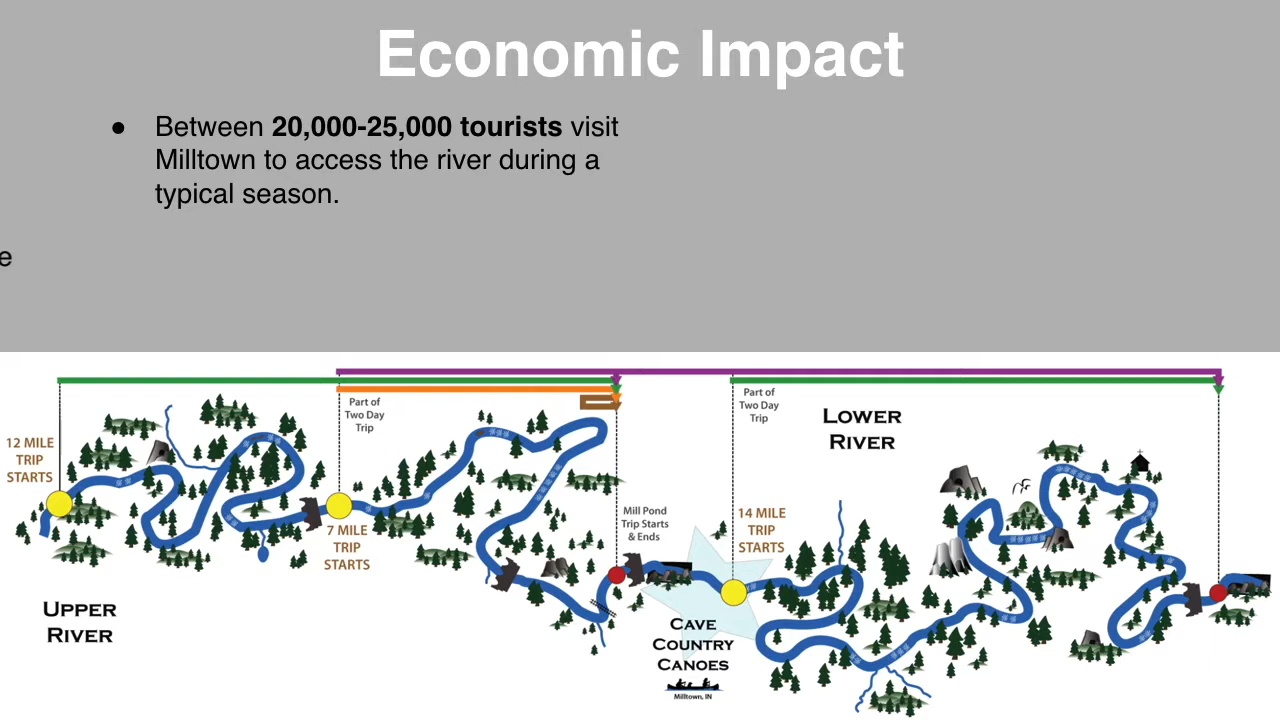 Economic Impact
● Between 20,000-25,000 tourists visit
Milltown to access the river during a
typical season.
e
12 MILE
TRIP
STARTS
Part of
Two Day
Trip
7 MILE
TRIP
STARTS
UPPER
RIVER
Mill Pond
Trip Starts
& Ends
Part of
Two Day
Trip
LOWER
RIVER
14 MILE
TRIP
STARTS
CAVE
COUNTRY
CANOES
Milltown, IN